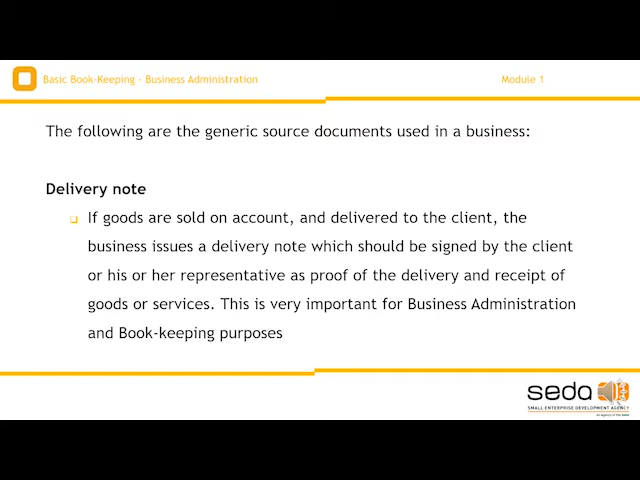 Basic Book-Keeping - Business Administration
Module 1
The following are the generic source documents used in a business:
Delivery note
If goods are sold on account, and delivered to the client, the
business issues a delivery note which should be signed by the client
or his or her representative as proof of the delivery and receipt of
goods or services. This is very important for Business Administration
and Book-keeping purposes
seda
SMALL ENTERPRISE DEVELOPMENT AGENCY